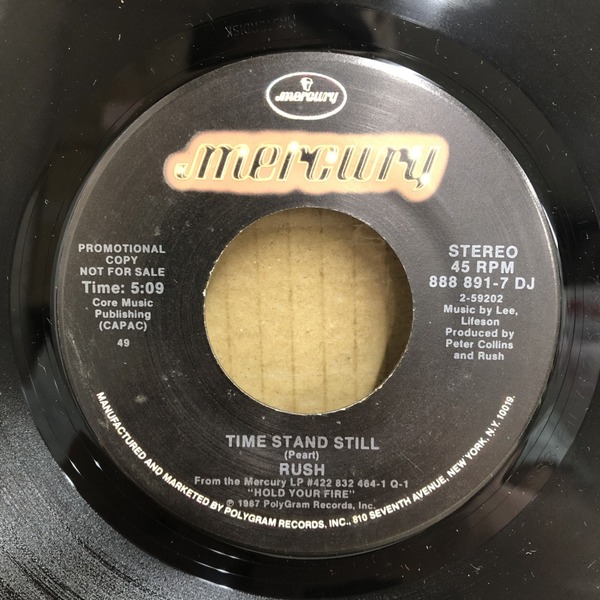 mercury
mercury
PROMOTIONAL
COPY
NOT FOR SALE
Time: 5:09
Core Music
Publishing
(CAPAC)
49
STEREO
45 RPM
888 891-7 DJ
2-59202
Music by Lee,
Lifeson
Produced by
Peter Collins
and Rush
TIME STAND STILL
(Peart)
RUSH
From the Mercury LP #422 832 464-1 Q-1
"HOLD YOUR FIRE"
℗ 1987 PolyGram Records, Inc.
MANUFACTURED AND MARKETED BY POLYGRAM RECORDS, INC., 810 SEVENTH AVENUE, NEW YORK, N.Y. 10019.